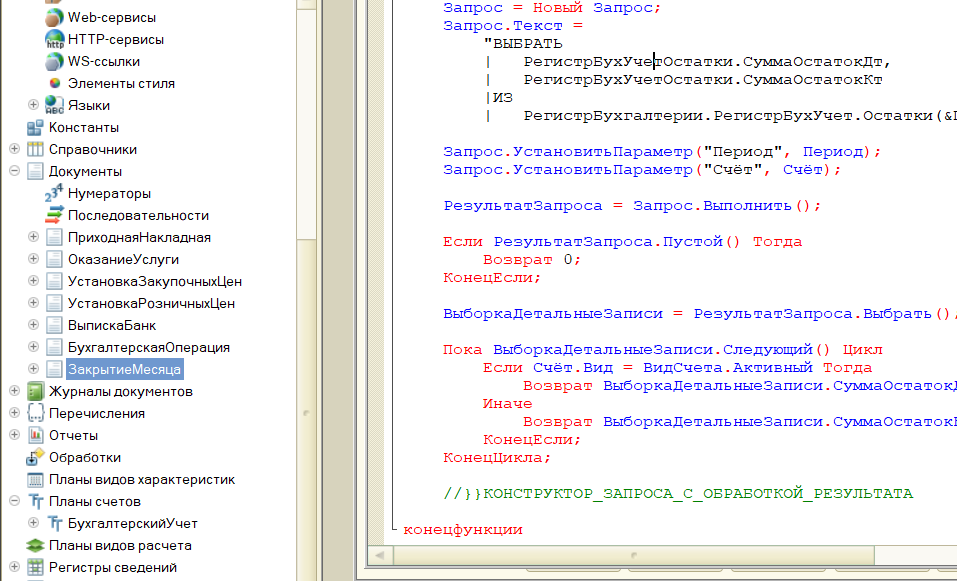 Web-сервисы
HTTP-сервисы
WS-ссылки
Элементы стиля
Языки
Константы
Справочники
Документы
Нумераторы
Последовательности
ПриходнаяНакладная
ОказаниеУслуги
УстановкаЗакупочныхЦен
УстановкаРозничныхЦен
ВыпискаБанк
БухгалтерскаяОперация
ЗакрытиеМесяца
Журналы документов
Перечисления
Отчеты
Обработки
Планы видов характеристик
Планы счетов
БухгалтерскийУчет
Планы видов расчета
Регистры сведений
Запрос = Новый Запрос;
Запрос.Текст =
"ВЫБРАТЬ
| РегистрБухУчетОстатки.СуммаОстатокДт,
| РегистрБухУчетОстатки.СуммаОстатокКт
|ИЗ
| РегистрБухгалтерии.РегистрБухУчет.Остатки(&
Запрос.УстановитьПараметр("Период", Период);
Запрос.УстановитьПараметр("Счёт", Счёт);
РезультатЗапроса = Запрос.Выполнить();
Если РезультатЗапроса.Пустой() Тогда
Возврат 0;
КонецЕсли;
ВыборкаДетальныеЗаписи = РезультатЗапроса.Выбрать();
Пока ВыборкаДетальныеЗаписи.Следующий() Цикл
Если Счёт.Вид = ВидСчета.Активный Тогда
Возврат ВыборкаДетальныеЗаписи.СуммаОстаток
Иначе
Возврат ВыборкаДетальныеЗаписи.СуммаОстаток
КонецЕсли;
КонецЦикла;
//}}КОНСТРУКТОР_ЗАПРОСА_С_ОБРАБОТКОЙ_РЕЗУЛЬТАТА
конецфункции